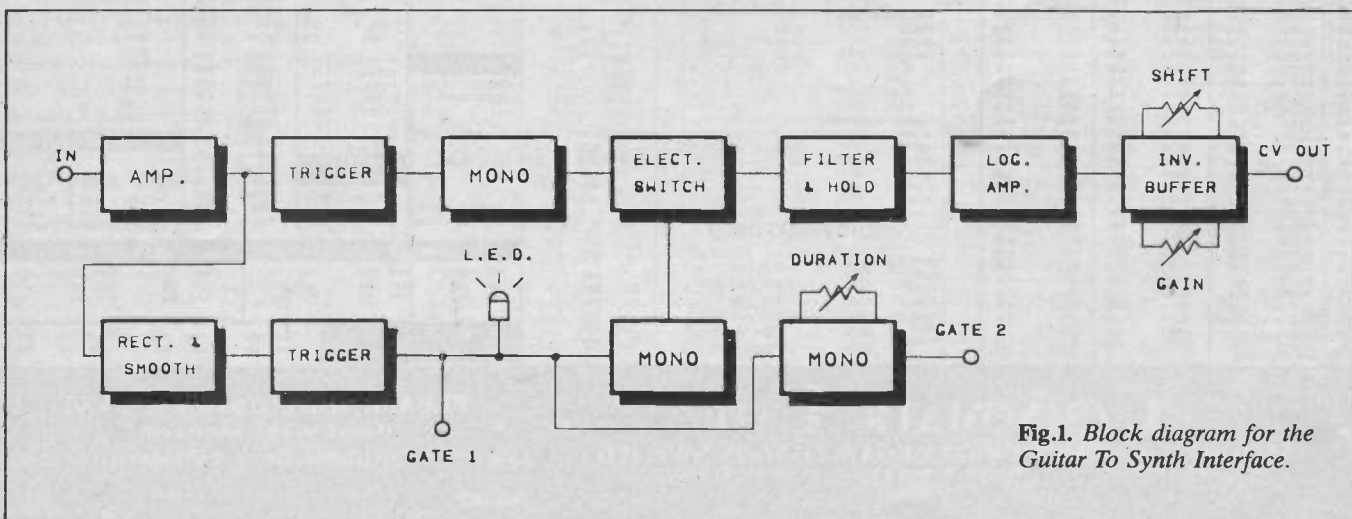 SHIFT
IN
AMP.
TRIGGER
MONO
ELECT.
SWITCH
FILTER
& HOLD
LOG.
AMP.
INV.
BUFFER
CV OUT
GAIN
L.E.D.
DURATION
RECT. &
SMOOTH
TRIGGER
MONO
MONO
GATE 2
GATE 1
Fig.1. Block diagram for the
Guitar To Synth Interface.